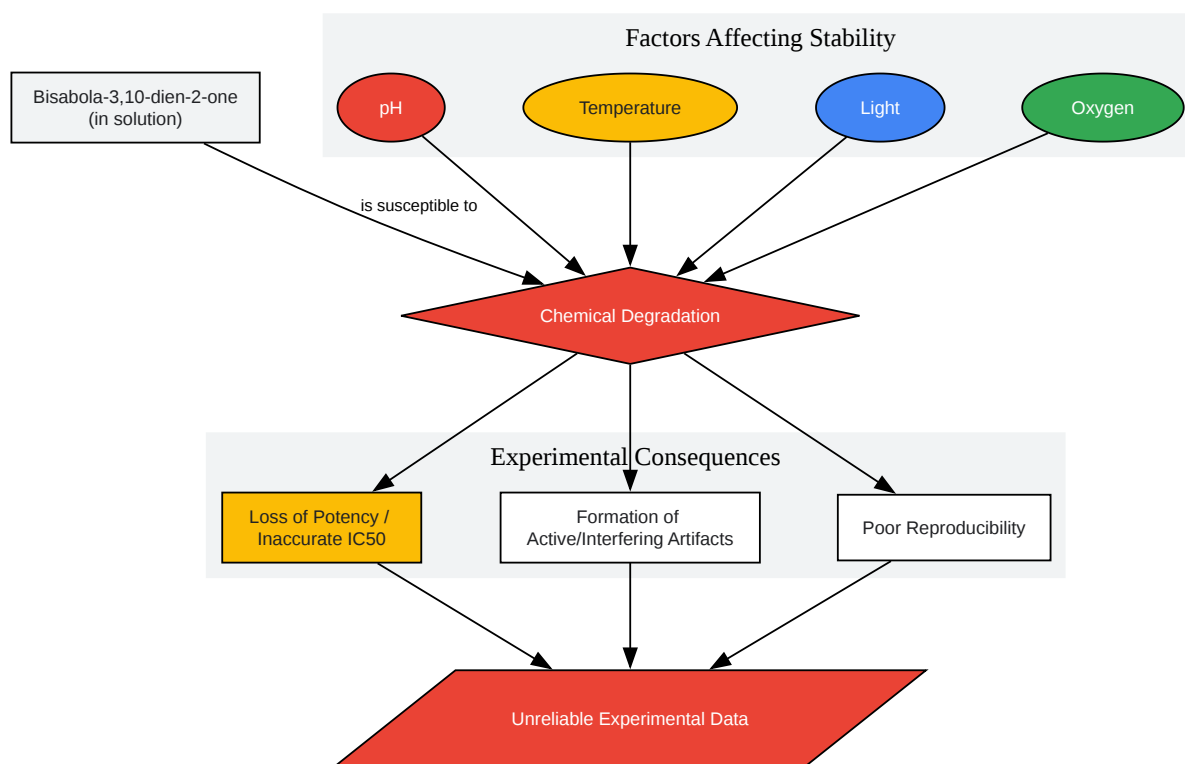 Factors Affecting Stability
Bisabola-3,10-dien-2-one
(in solution)
pH
Temperature
Light
Oxygen
is susceptible to
Chemical Degradation
Experimental Consequences
Loss of Potency /
Inaccurate IC50
Formation of
Active/Interfering Artifacts
Poor Reproducibility
Unreliable Experimental Data